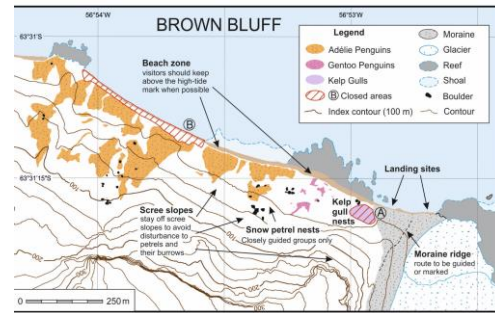 56°54' 56°53'
BROWN BLUFF
63°31'S
63°31'15"S
Legend
Adélie Penguins
Gentoo Penguins
Kelp Gulls
B Closed areas
Index contour (100 m)
Moraine
Glacier
Reef
Shoal
Boulder
Contour
Beach zone
visitors should keep
above the high-tide
mark when possible
B
Landing sites
Kelp
gull
nests
A
Scree slopes
stay off scree
slopes to avoid
disturbance to
petrels and
their burrows
Snow petrel nests
Closely guided groups only
Moraine ridge
route to be guided
or marked
0 250 m